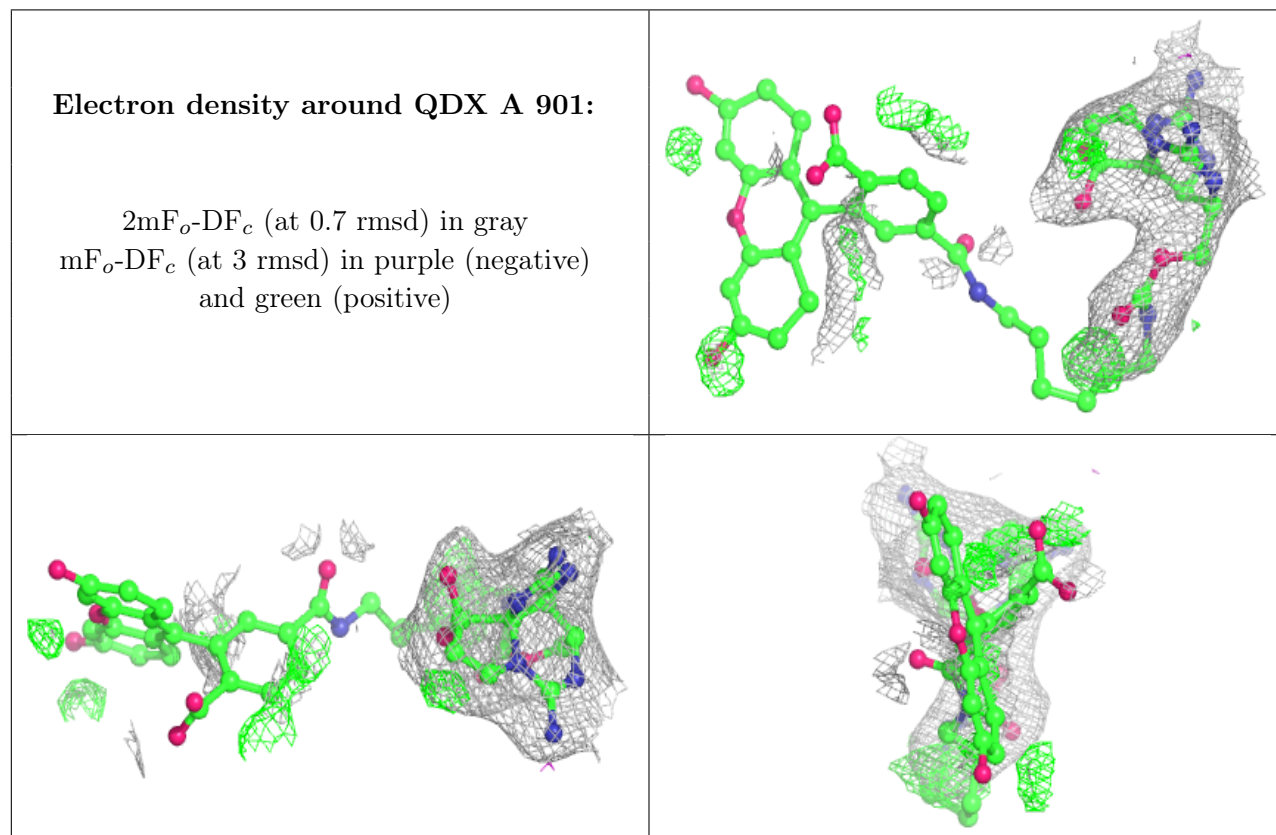 Electron density around QDX A 901:
2mFo-DFc (at 0.7 rmsd) in gray
mFo-DFc (at 3 rmsd) in purple (negative)
and green (positive)